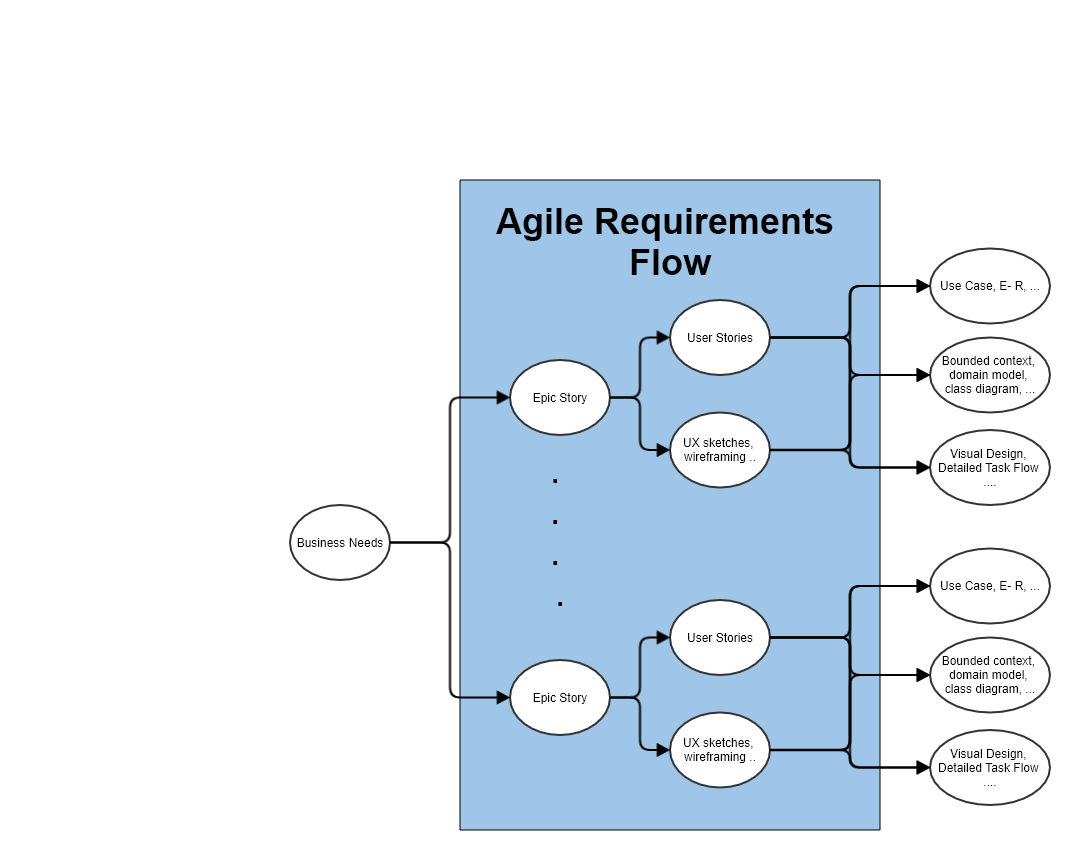 Agile Requirements
Flow
Use Case, E- R, ...
User Stories
Bounded context,
domain model,
class diagram, ...
Epic Story
UX sketches,
wireframing ..
Visual Design,
Detailed Task Flow
....
.
.
.
.
Business Needs
Use Case, E- R, ...
User Stories
Bounded context,
domain model,
class diagram, ...
Epic Story
UX sketches,
wireframing ..
Visual Design,
Detailed Task Flow
....